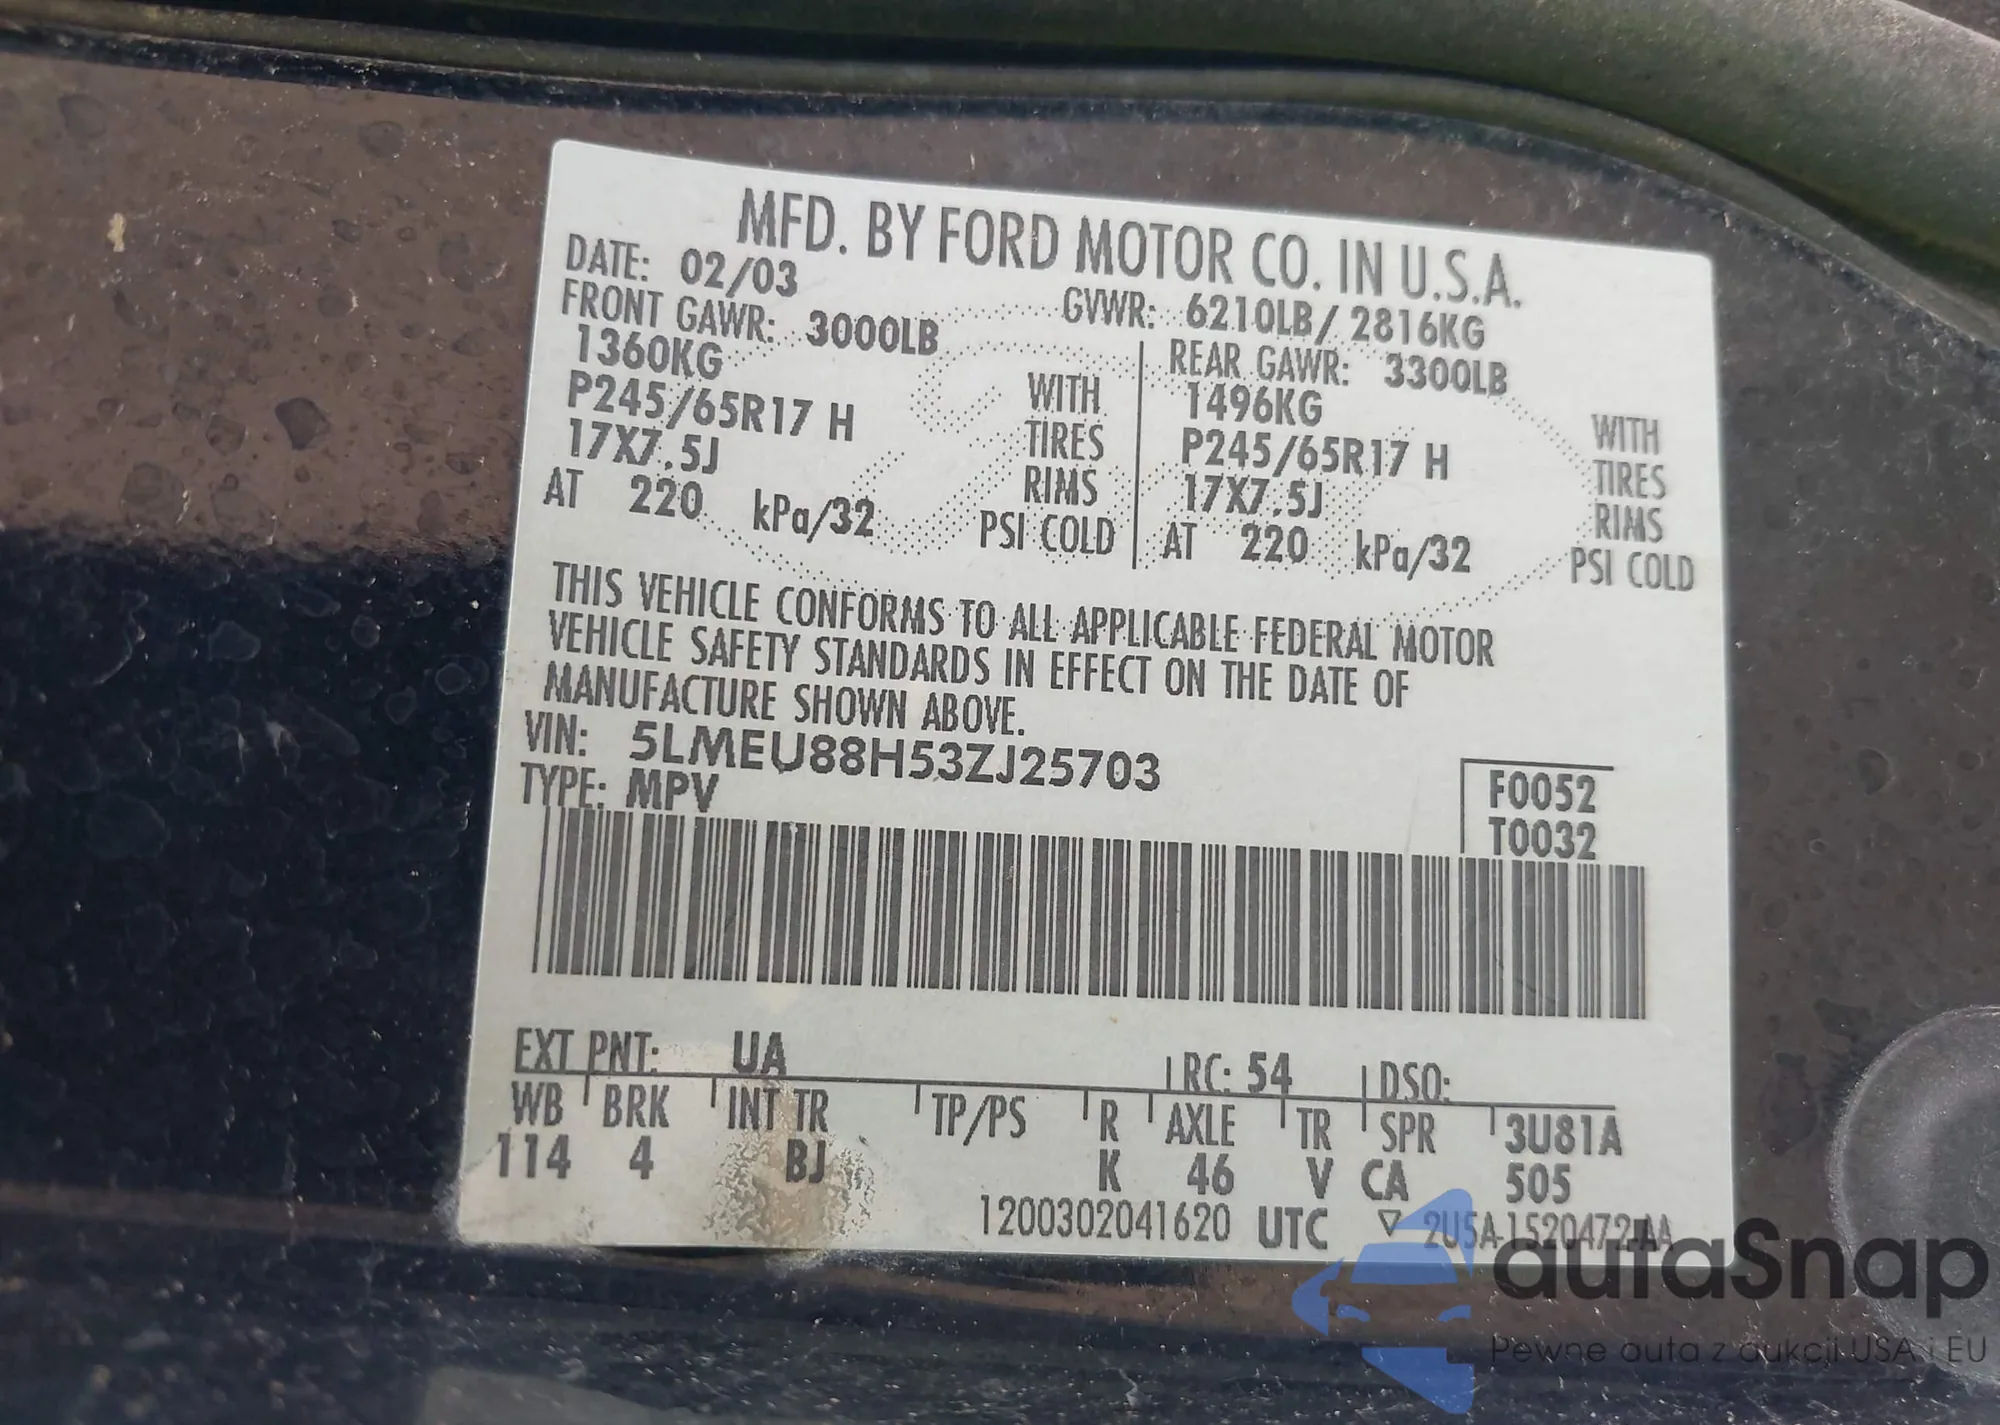 MFD. BY FORD MOTOR CO. IN U.S.A.
DATE: 02/03 GVWR: 6210LB/ 2816KG
FRONT GAWR: 3000LB REAR GAWR: 3300LB
1360KG WITH 1496KG WITH
P245/65R17 H TIRES P245/65R17 H TIRES
17X7.5J RIMS 17X7.5J RIMS
AT 220 kPa/32 PSI COLD AT 220 kPa/32 PSI COLD
THIS VEHICLE CONFORMS TO ALL APPLICABLE FEDERAL MOTOR
VEHICLE SAFETY STANDARDS IN EFFECT ON THE DATE OF
MANUFACTURE SHOWN ABOVE.
VIN: 5LMEU88H53ZJ25703
TYPE: MPV
F0052
T0032
EXT PNT: UA RC: 54 DSO:
WB BRK INT TR TP/PS R AXLE TR SPR 3U81A
114 4 BJ K 46 V CA 505
1200302041620 UTC ▽ 2U5A-1520472-AA
autaSnap
Pewne auta z aukcji USA i EU